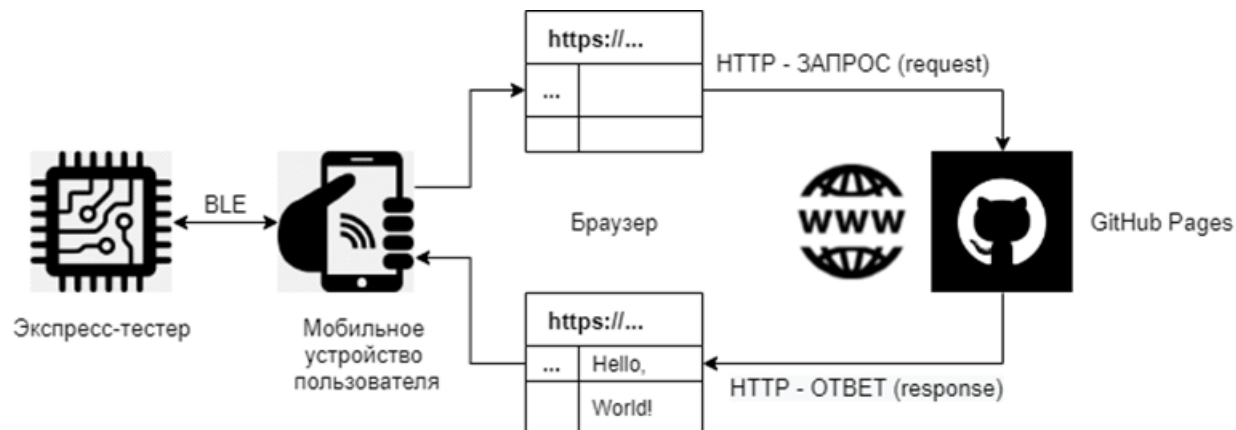 https://...
...
HTTP - ЗАПРОС (request)
BLE
Браузер
WWW
GitHub Pages
Экспресс-тестер
Мобильное
устройство
пользователя
https://...
... Hello,
World!
HTTP - ОТВЕТ (response)